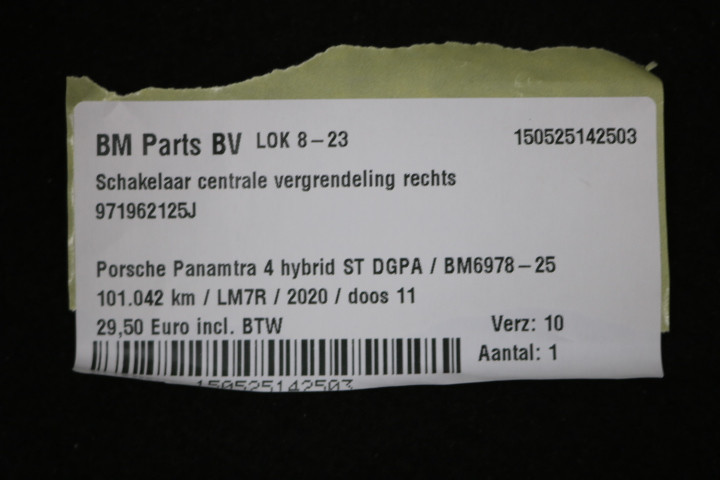 BM Parts BV LOK 8-23 150525142503
Schakelaar centrale vergrendeling rechts
971962125J
Porsche Panamtra 4 hybrid ST DGPA / BM6978-25
101.042 km / LM7R / 2020 / doos 11
29,50 Euro incl. BTW Verz: 10
Aantal: 1
150525142503